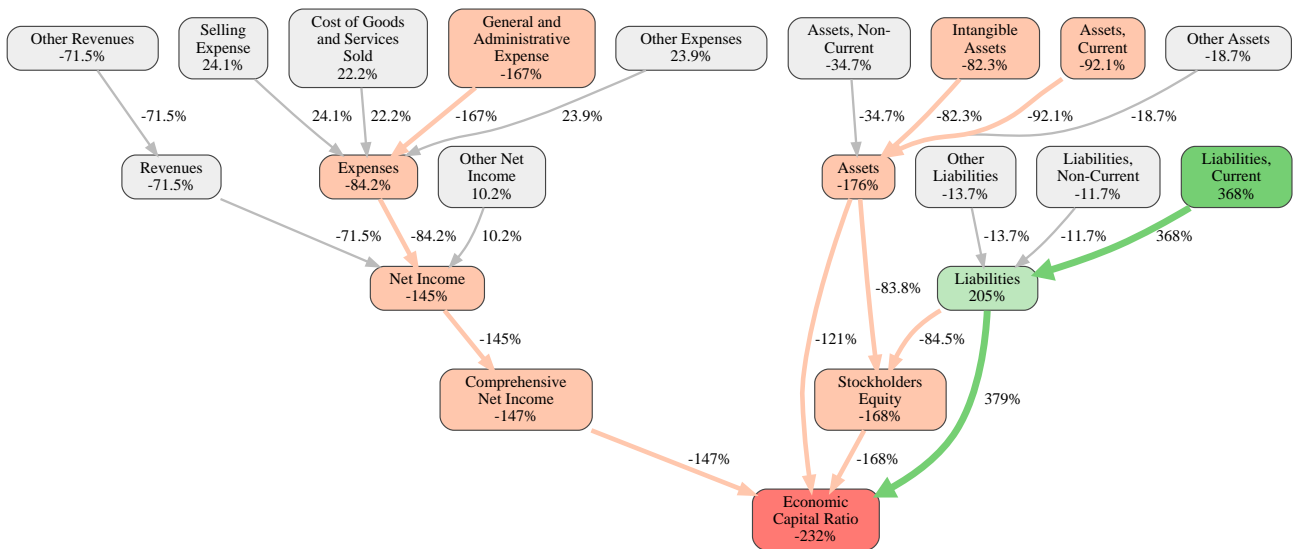 Other Revenues
-71.5%
Selling
Expense
24.1%
Cost of Goods
and Services
Sold
22.2%
General and
Administrative
Expense
-167%
Other Expenses
23.9%
Assets, Non-
Current
-34.7%
Intangible
Assets
-82.3%
Assets,
Current
-92.1%
Other Assets
-18.7%
-71.5%
24.1%
22.2%
-167%
23.9%
-34.7%
-82.3%
-92.1%
-18.7%
Revenues
-71.5%
Expenses
-84.2%
Other Net
Income
10.2%
Assets
-176%
Other
Liabilities
-13.7%
Liabilities,
Non-Current
-11.7%
Liabilities,
Current
368%
-71.5%
-84.2%
10.2%
-13.7%
-11.7%
368%
Net Income
-145%
-83.8%
Liabilities
205%
-145%
-121%
-84.5%
Comprehensive
Net Income
-147%
Stockholders
Equity
-168%
379%
-147%
-168%
Economic
Capital Ratio
-232%